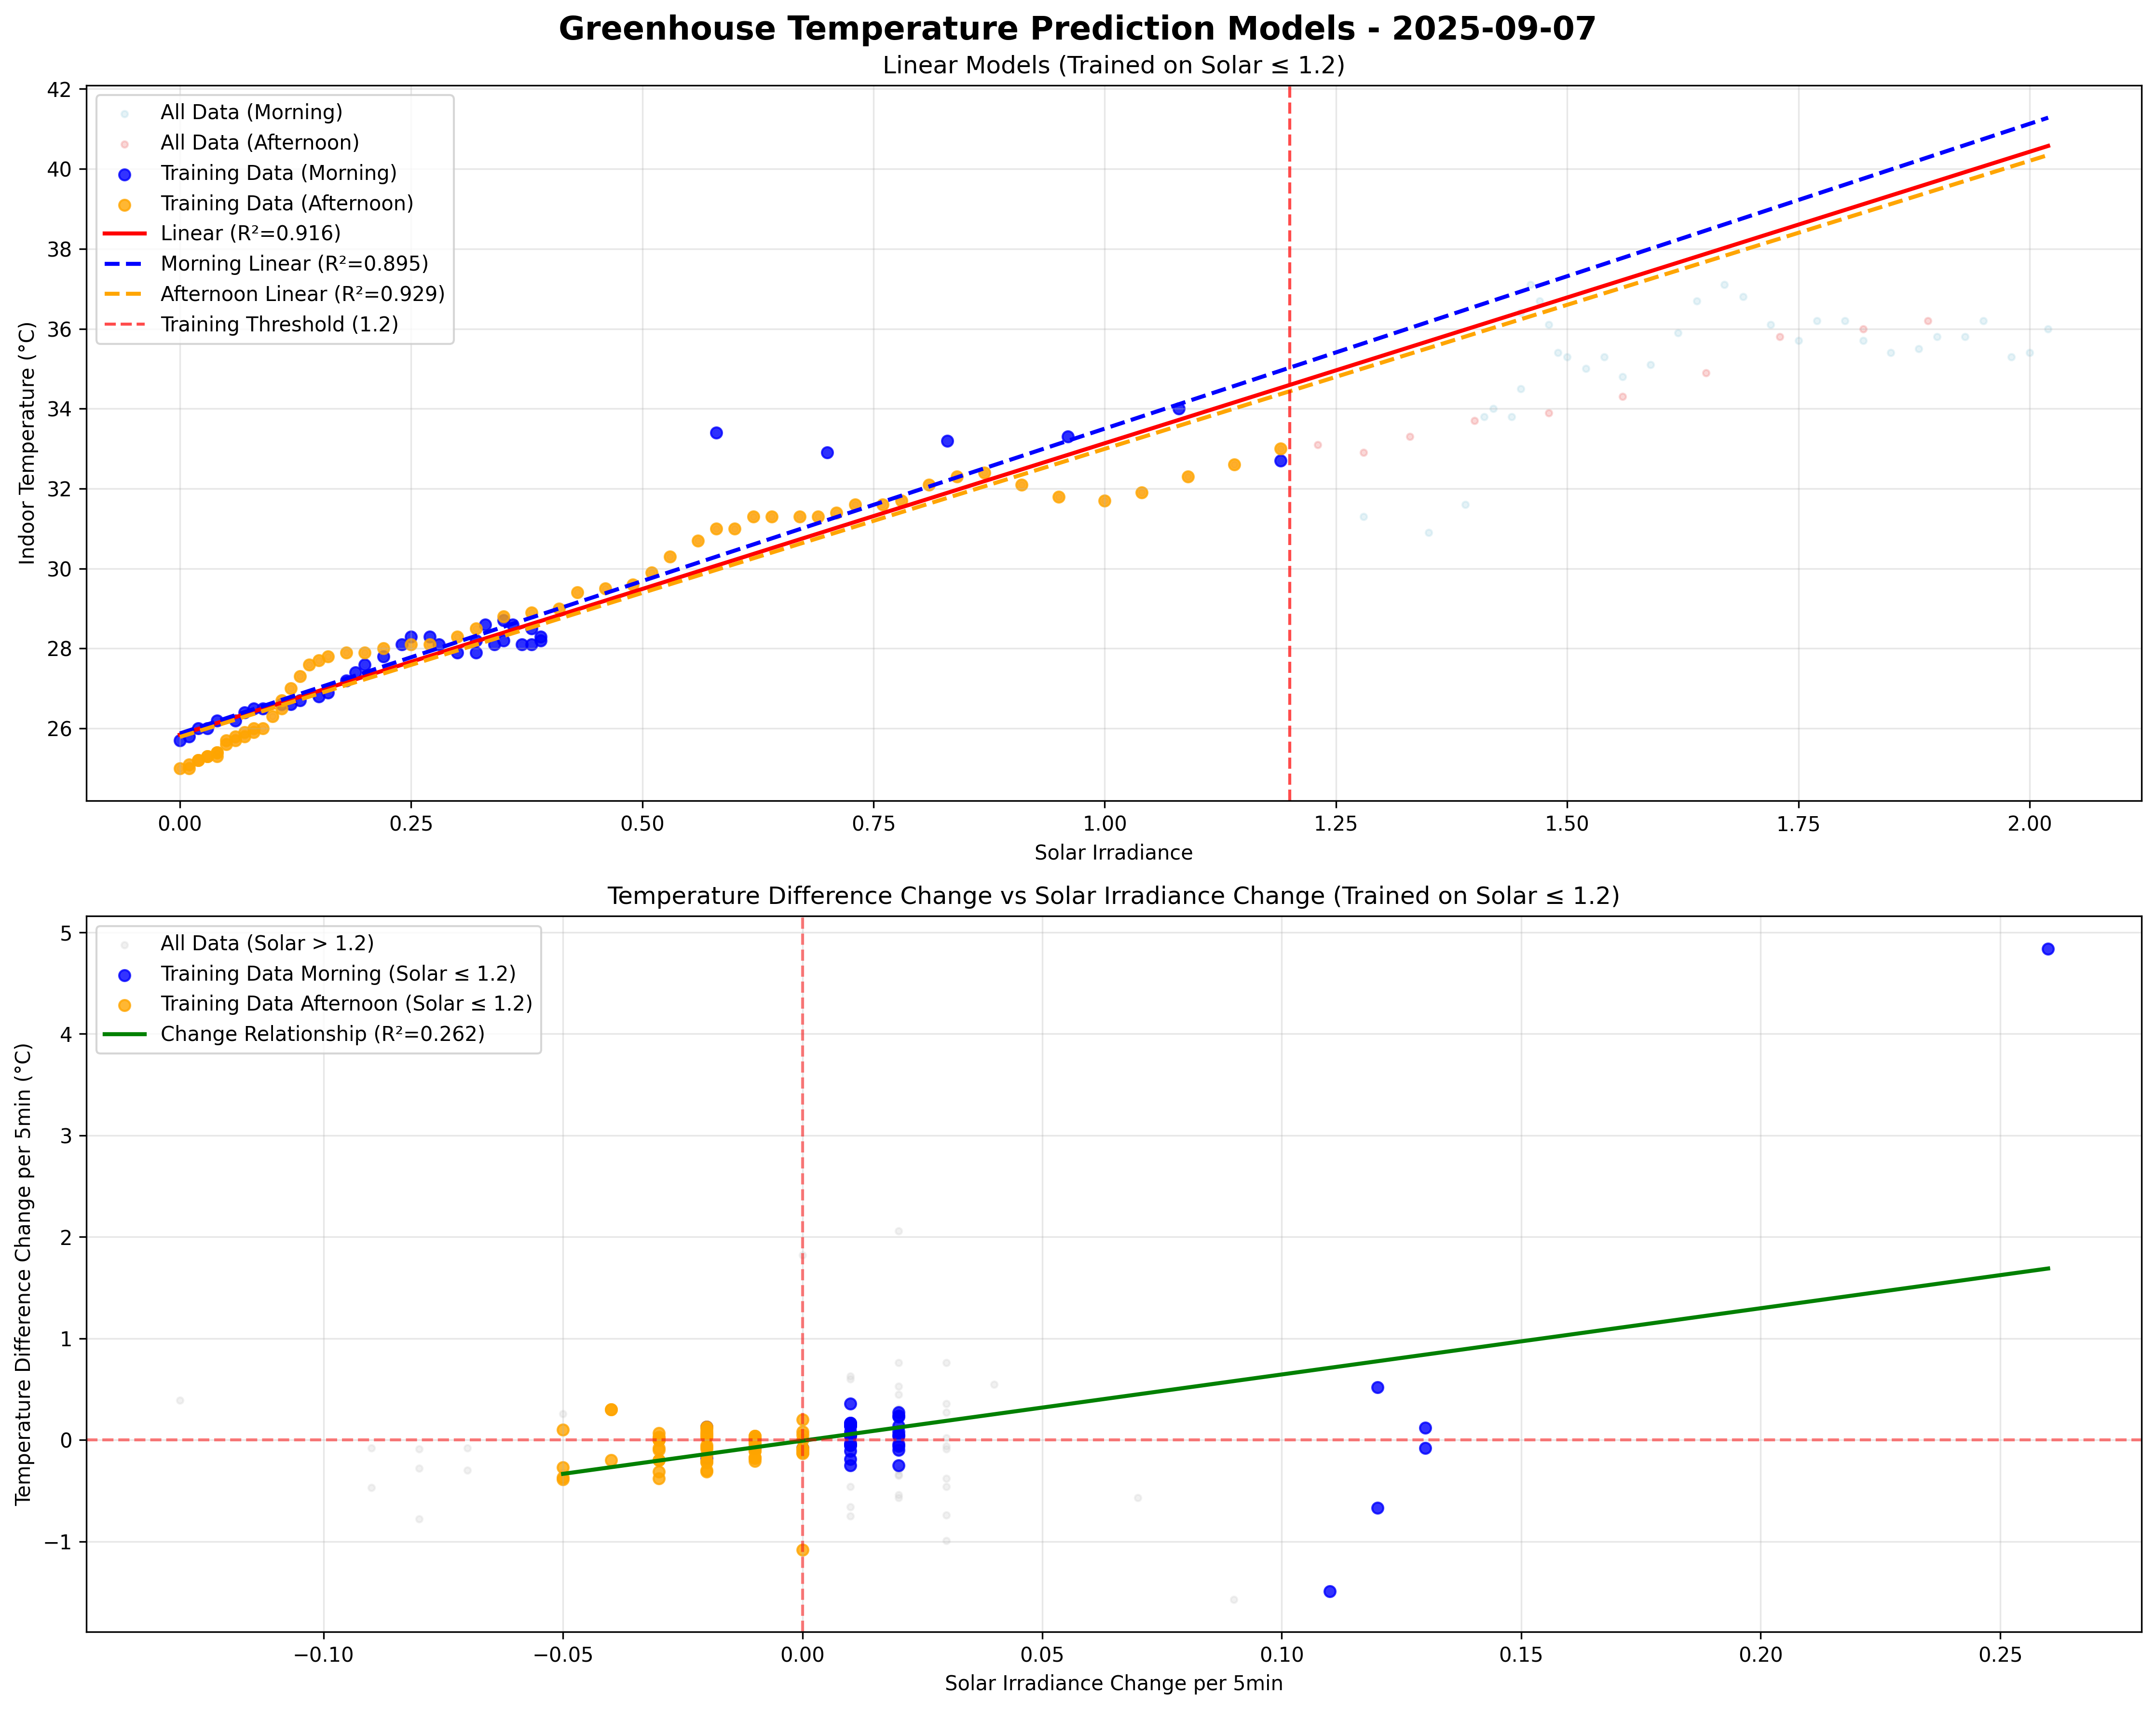 Greenhouse Temperature Prediction Models - 2025-09-07
Linear Models (Trained on Solar ≤ 1.2)
All Data (Morning)
All Data (Afternoon)
Training Data (Morning)
Training Data (Afternoon)
Linear (R²=0.916)
Morning Linear (R²=0.895)
Afternoon Linear (R²=0.929)
Training Threshold (1.2)
Indoor Temperature (°C)
42
40
38
36
34
32
30
28
26
0.00 0.25 0.50 0.75 1.00 1.25 1.50 1.75 2.00
Solar Irradiance
Temperature Difference Change vs Solar Irradiance Change (Trained on Solar ≤ 1.2)
All Data (Solar > 1.2)
Training Data Morning (Solar ≤ 1.2)
Training Data Afternoon (Solar ≤ 1.2)
Change Relationship (R²=0.262)
Temperature Difference Change per 5min (°C)
5
4
3
2
1
0
−1
−0.10 −0.05 0.00 0.05 0.10 0.15 0.20 0.25
Solar Irradiance Change per 5min